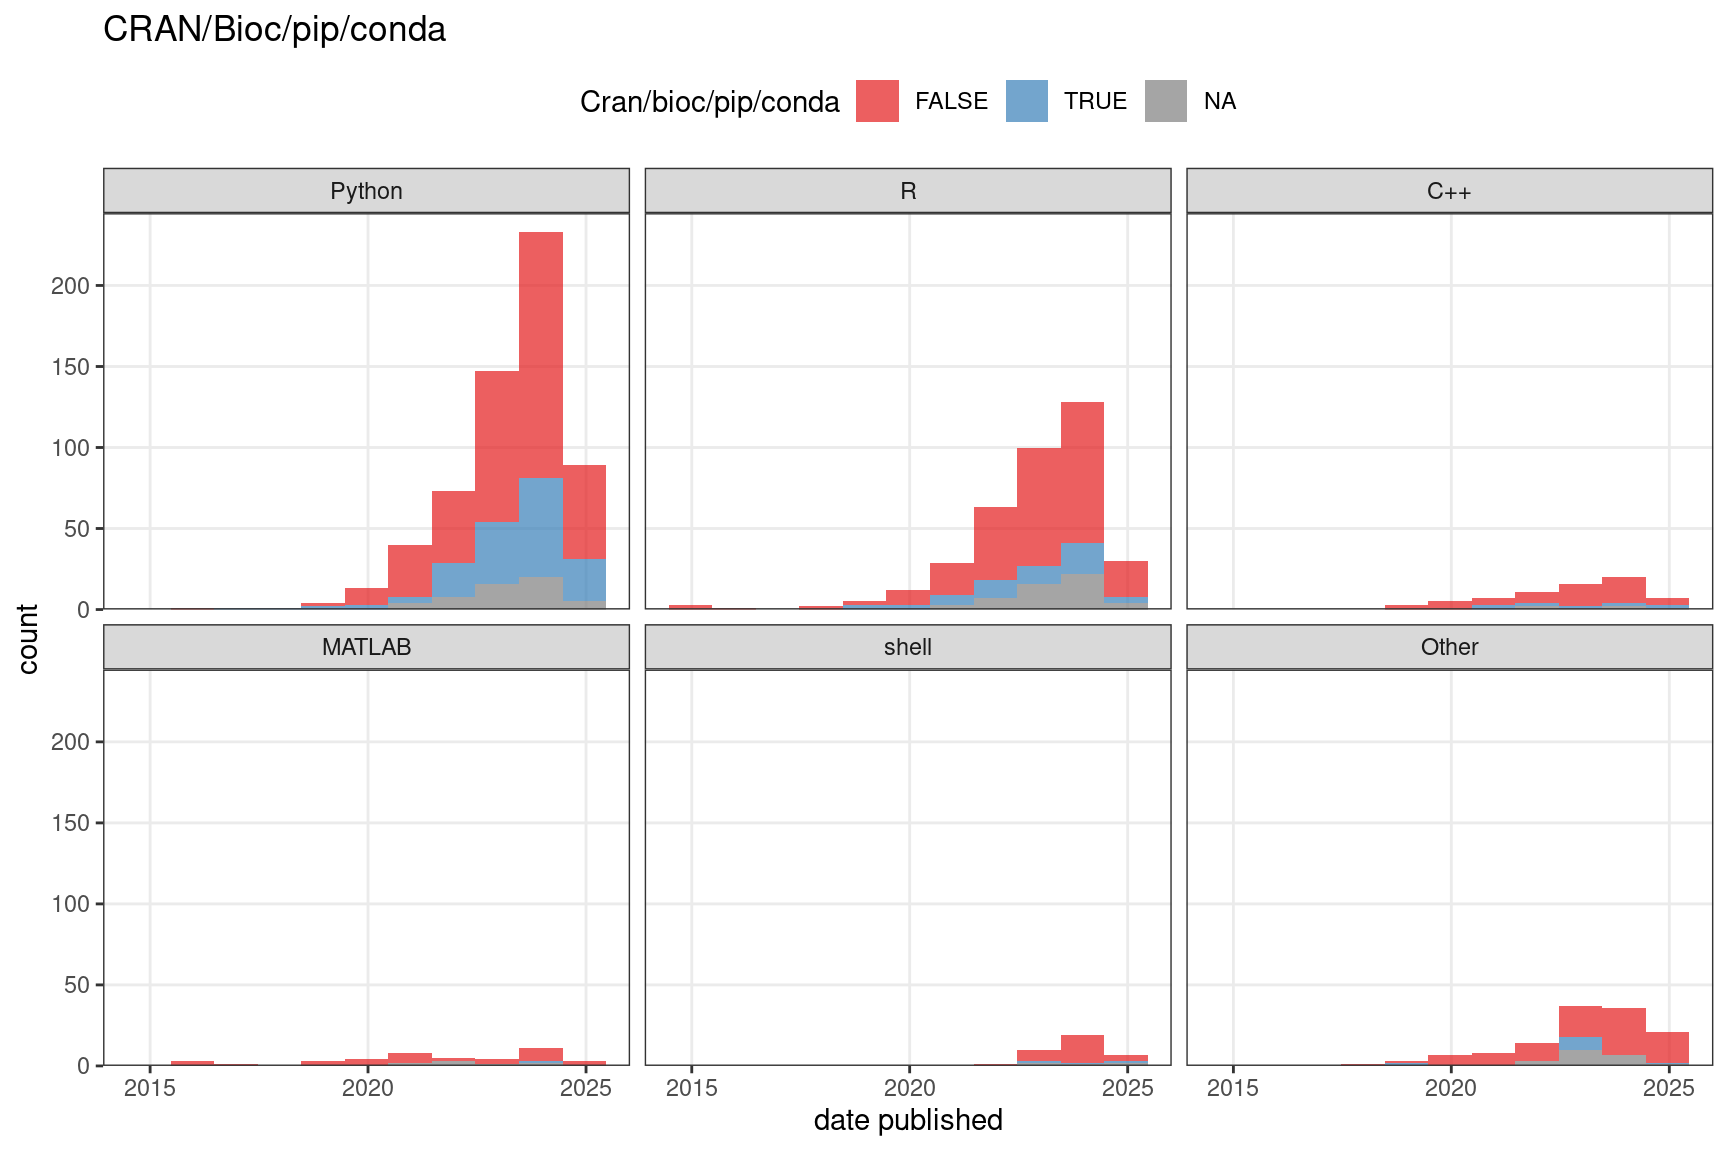 CRAN/Bioc/pip/conda
Cran/bioc/pip/conda FALSE TRUE NA
Python R C++
200
150
100
50
0
count
MATLAB shell Other
200
150
100
50
0
2015 2020 2025 2015 2020 2025 2015 2020 2025
date published